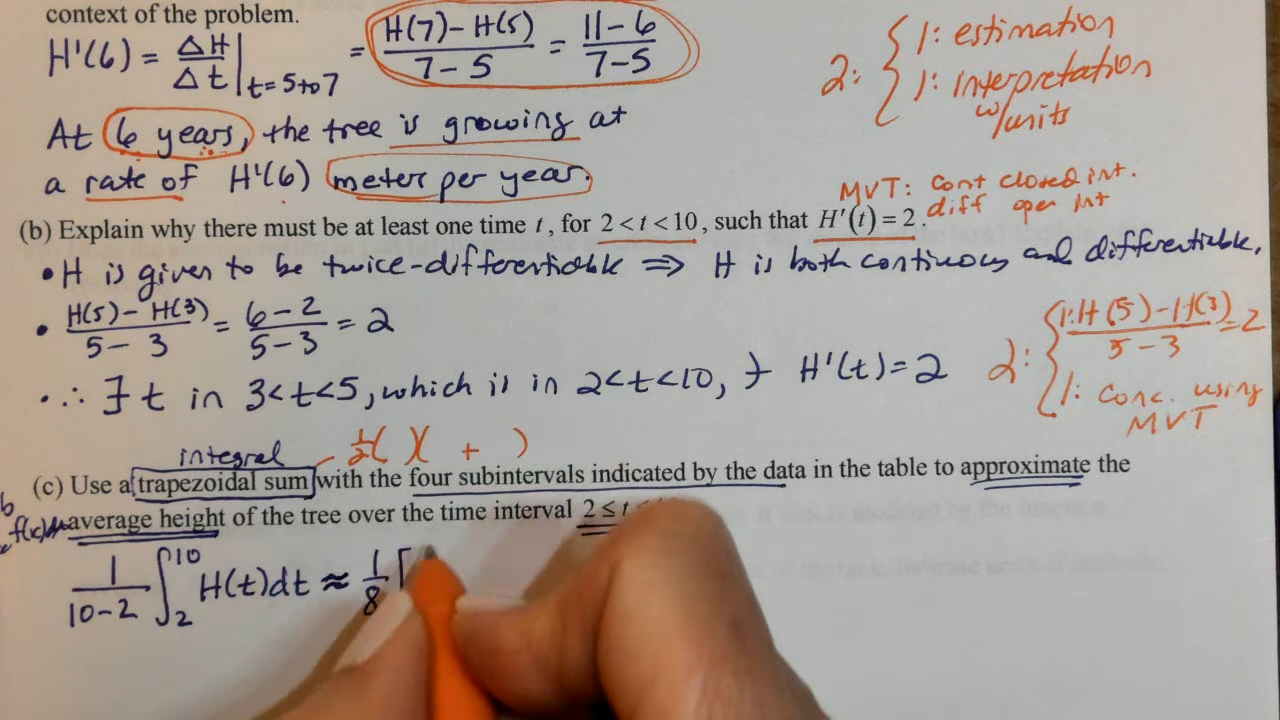 context of the problem.
H'(6) = ΔH/Δt | t=5 to 7 = H(7)-H(5)/7-5 = 11-6/7-5
2: { 1: estimation
1: interpretation
w/units
At 6 years, the tree is growing at
a rate of H'(6) meter per year.
MVT: cont closed int.
diff open int
(b) Explain why there must be at least one time t, for 2 < t < 10, such that H'(t) = 2.
• H is given to be twice-differentiable ⇒ H is both continuous and differentiable.
• H(5)-H(3)/5-3 = 6-2/5-3 = 2
2: { 1: H(5)-H(3)/5-3 = 2
1: Conc. using
MVT
• ∴ ∃ t in 3<t<5, which is in 2<t<10, ∋ H'(t)=2
integral
1/2( )( + )
(c) Use a trapezoidal sum with the four subintervals indicated by the data in the table to approximate the
f(x)
average height of the tree over the time interval 2 ≤ t
1/10-2 ∫₂¹⁰ H(t)dt ≈ 1/8 [